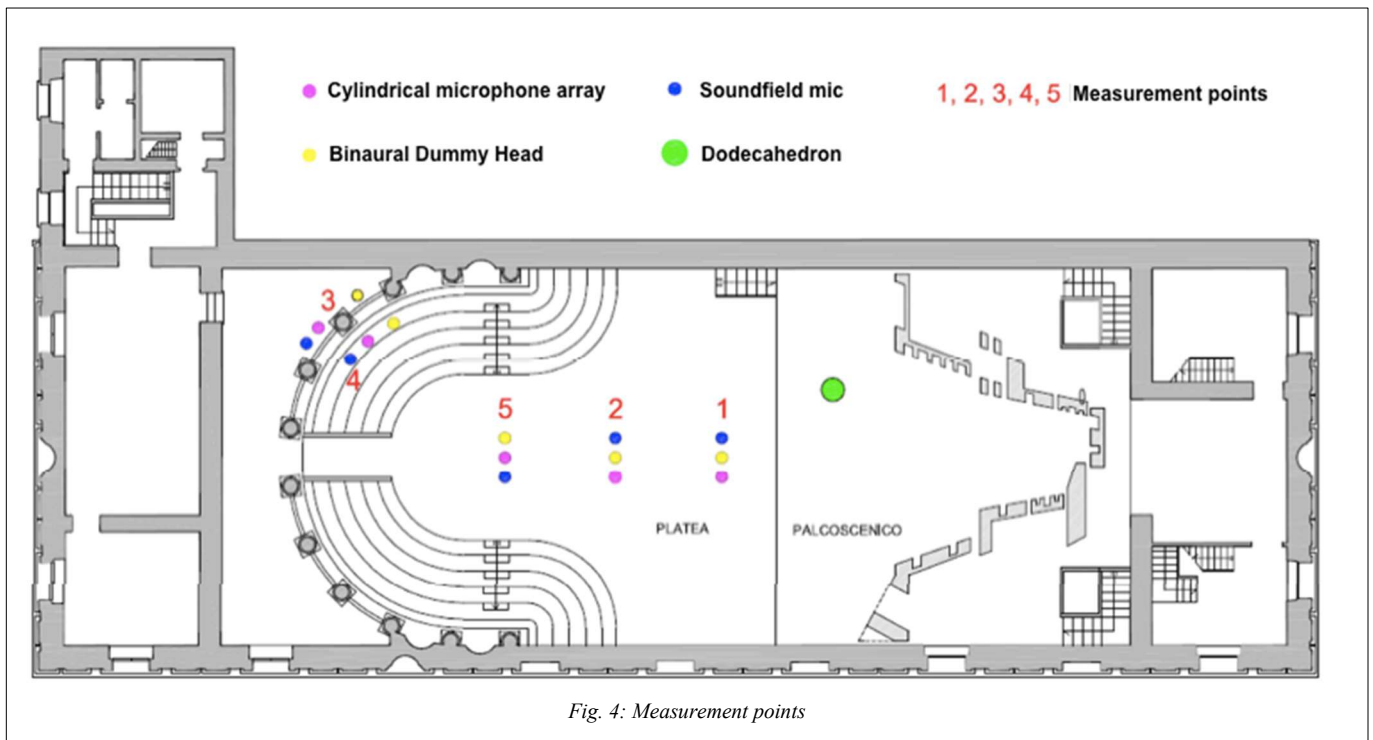 Cylindrical microphone array
Soundfield mic
1, 2, 3, 4, 5 Measurement points
Binaural Dummy Head
Dodecahedron
3
4
5
2
1
PLATEA
PALCOSCENICO
Fig. 4: Measurement points